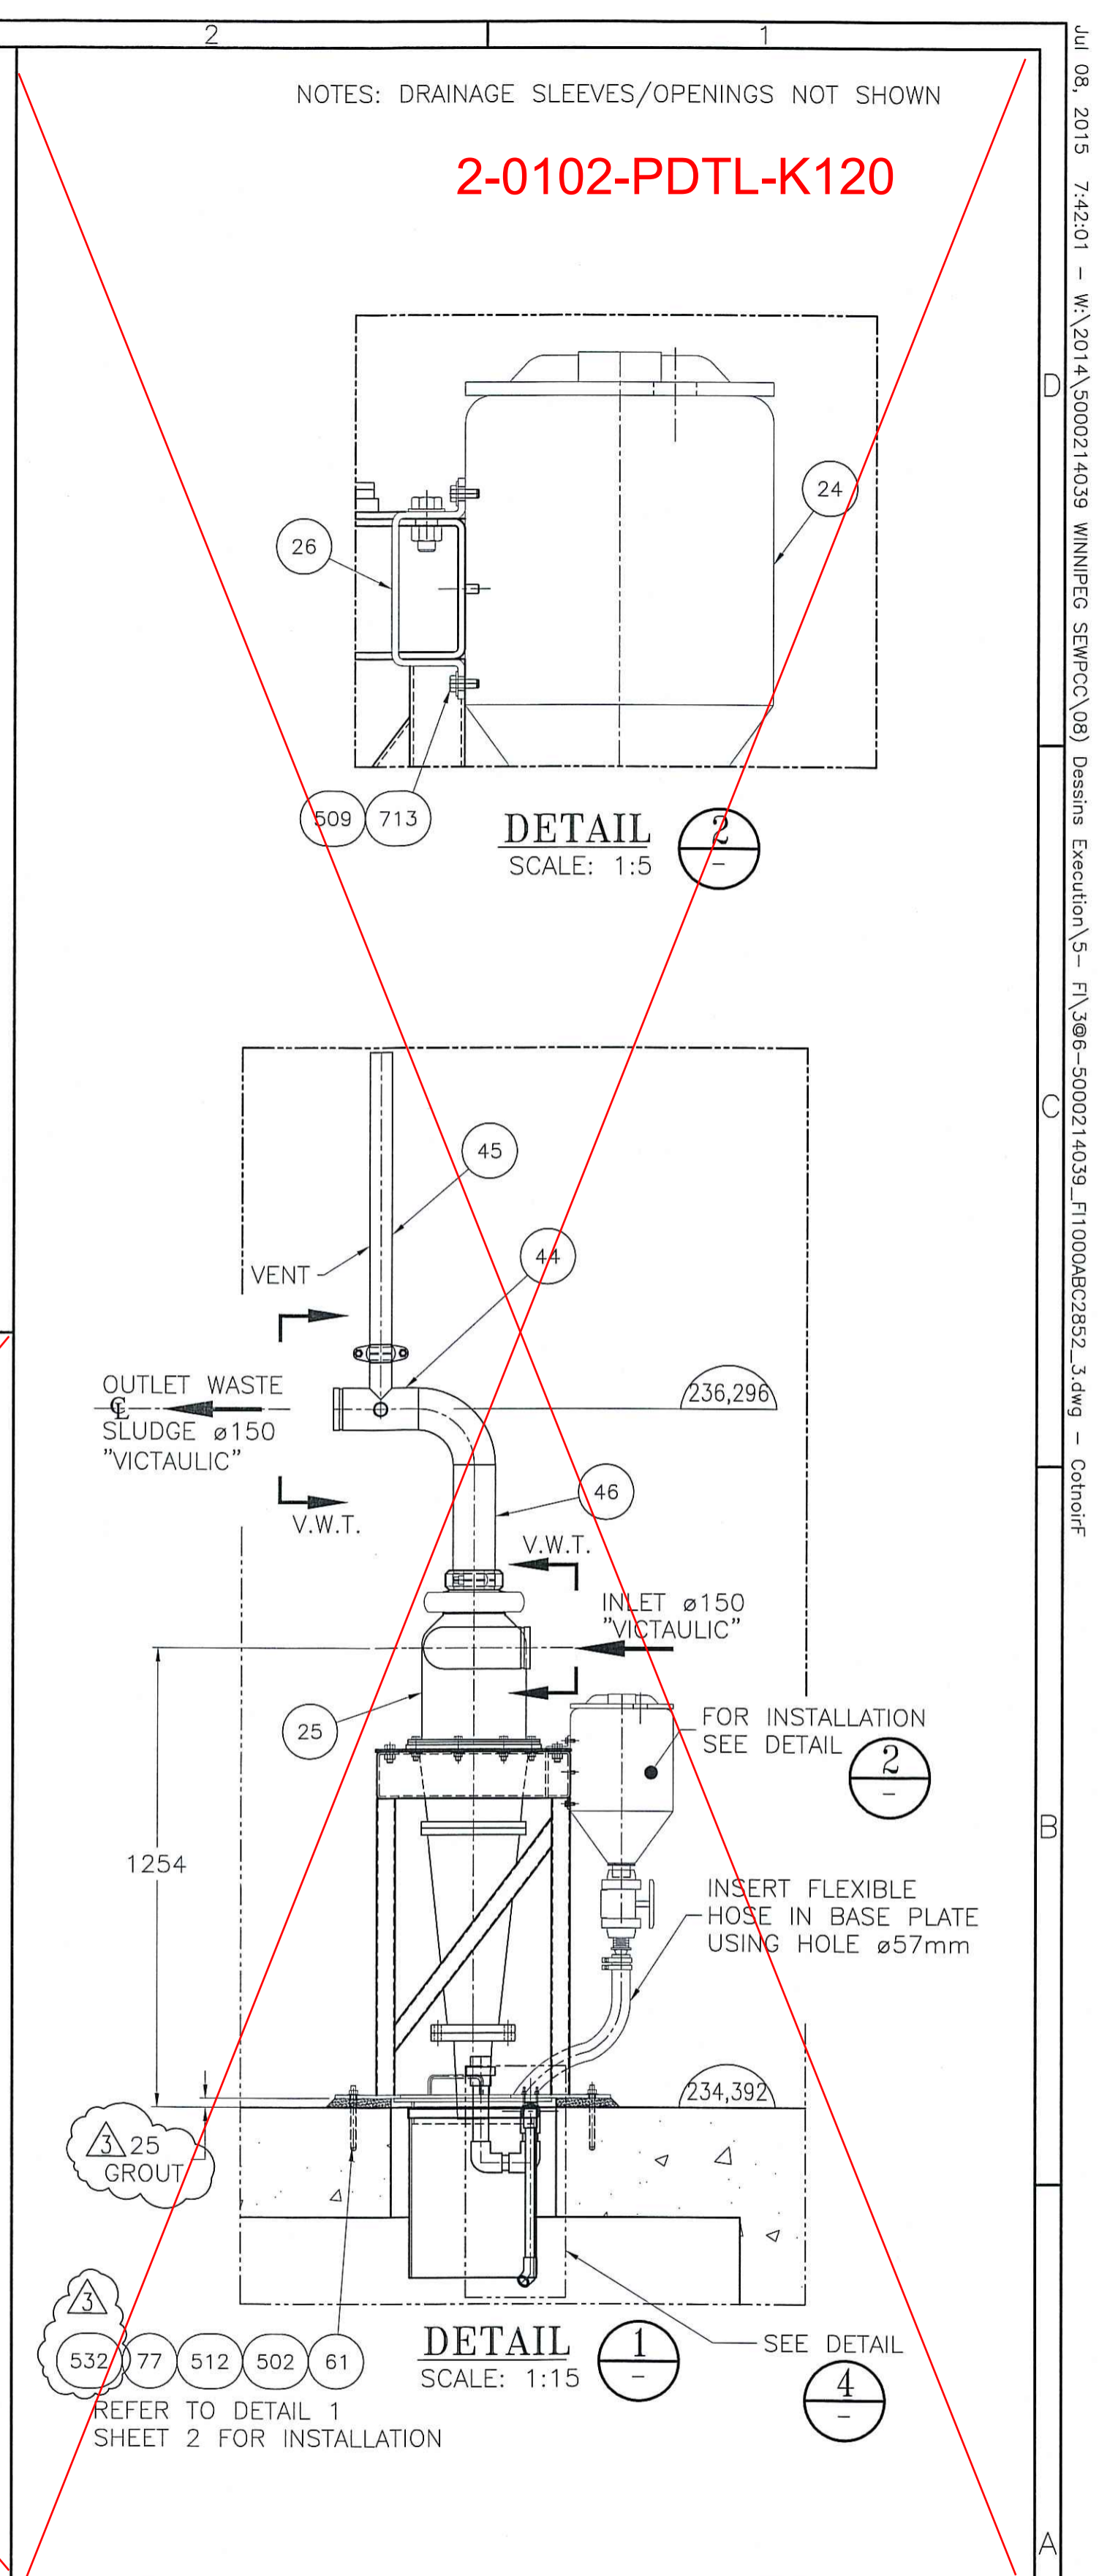 2
1
NOTES: DRAINAGE SLEEVES/OPENINGS NOT SHOWN
2-0102-PDTL-K120
D
24
26
509
713
DETAIL
SCALE: 1:5
2
-
C
45
44
VENT
OUTLET WASTE
℄
SLUDGE ø150
"VICTAULIC"
236,296
46
V.W.T.
V.W.T.
INLET ø150
"VICTAULIC"
25
FOR INSTALLATION
SEE DETAIL
2
-
B
1254
INSERT FLEXIBLE
HOSE IN BASE PLATE
USING HOLE ø57mm
234,392
3 25
GROUT
3
532
77
512
502
61
REFER TO DETAIL 1
SHEET 2 FOR INSTALLATION
DETAIL
SCALE: 1:15
1
-
SEE DETAIL
4
-
A
Jul 08, 2015 7:42:01 - W:\2014\5000214039 WINNIPEG SEWPCC\08) Dessins Execution\5- FI\3@6-5000214039_FI1000ABC2852_3.dwg - CotnoirF